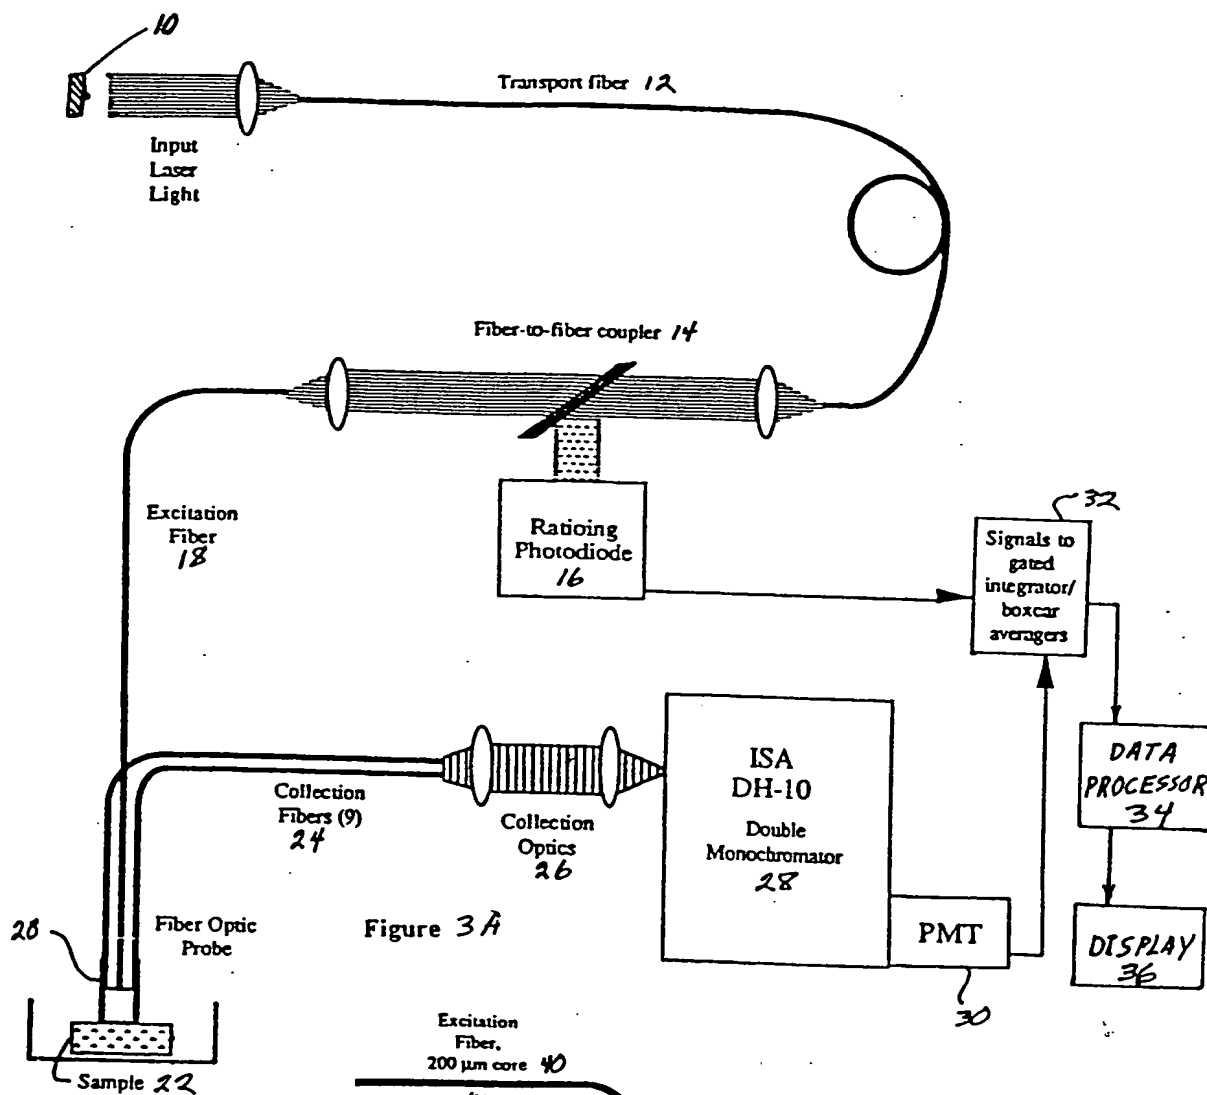 10
Transport fiber 12
Input
Laser
Light
Fiber-to-fiber coupler 14
Excitation
Fiber
18
Ratioing
Photodiode
16
32
Signals to
gated
integrator/
boxcar
averagers
ISA
DH-10
Double
Monochromator
28
DATA
PROCESSOR
34
Collection
Fibers (9)
24
Collection
Optics
26
Fiber Optic
Probe
28
Figure 3A
PMT
30
DISPLAY
36
Sample 22
Excitation
Fiber,
200 µm core 40